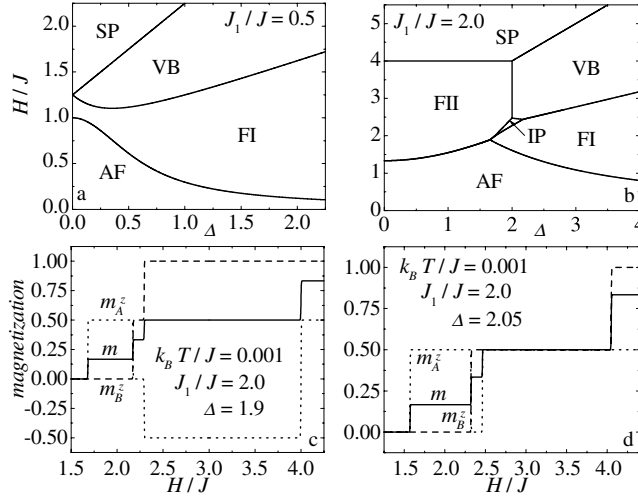 J₁ / J = 0.5
SP
VB
FI
AF
a
H / J
2.0
1.5
1.0
0.5
0.0
0.0 0.5 1.0 1.5 2.0
Δ
J₁ / J = 2.0
SP
VB
FII
IP
FI
AF
b
5
4
3
2
1
0
0 1 2 3 4
Δ
magnetization
1.00
0.75
0.50
0.25
0.00
-0.25
-0.50
m_A^z
m
m_B^z
k_B T / J = 0.001
J₁ / J = 2.0
Δ = 1.9
c
1.5 2.0 2.5 3.0 3.5 4.0
H / J
1.00
0.75
0.50
0.25
0.00
k_B T / J = 0.001
J₁ / J = 2.0
Δ = 2.05
m_A^z
m
m_B^z
d
1.5 2.0 2.5 3.0 3.5 4.0
H / J